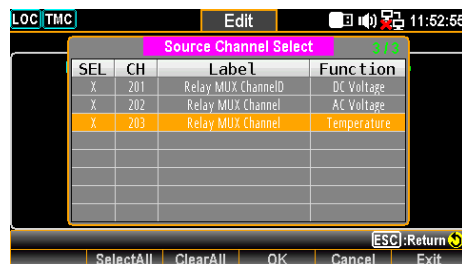 LOC TMC Edit 11:52:55
Source Channel Select 3/3
SEL CH Label Function
X 201 Relay MUX ChannelD DC Voltage
X 202 Relay MUX Channel AC Voltage
X 203 Relay MUX Channel Temperature
ESC :Return
SelectAll ClearAll OK Cancel Exit